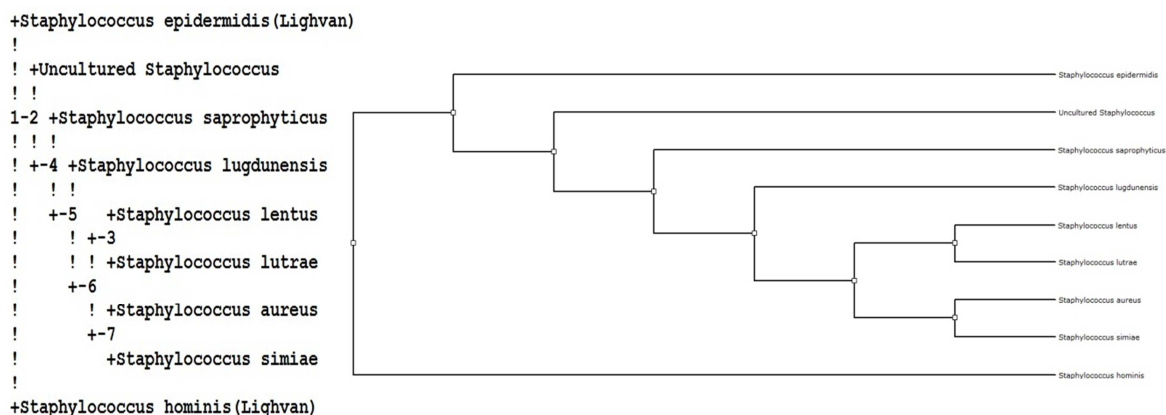 +Staphylococcus epidermidis(Lighvan)
!
! +Uncultured Staphylococcus
! !
1-2 +Staphylococcus saprophyticus
! ! !
! +-4 +Staphylococcus lugdunensis
!   ! !
!   +-5   +Staphylococcus lentus
!     ! +-3
!     ! ! +Staphylococcus lutrae
!     +-6
!       ! +Staphylococcus aureus
!       +-7
!         +Staphylococcus simiae
!
+Staphylococcus hominis(Lighvan)
Staphylococcus epidermidis
Uncultured Staphylococcus
Staphylococcus saprophyticus
Staphylococcus lugdunensis
Staphylococcus lentus
Staphylococcus lutrae
Staphylococcus aureus
Staphylococcus simiae
Staphylococcus hominis